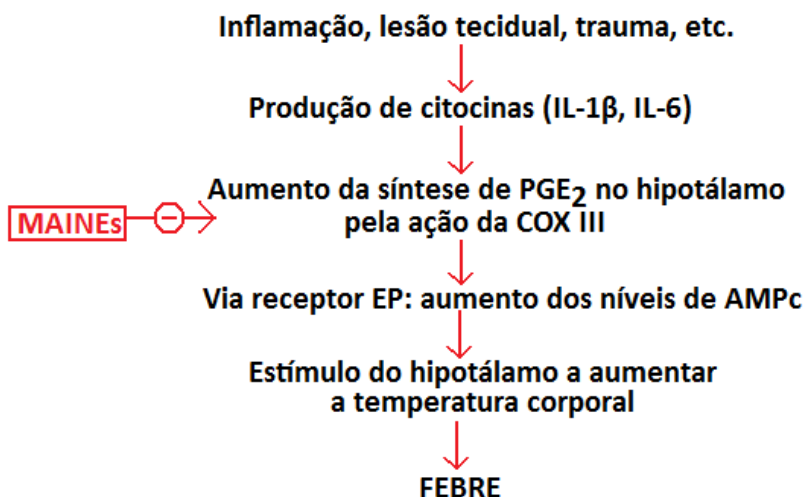 Inflamação, lesão tecidual, trauma, etc.
Produção de citocinas (IL-1β, IL-6)
Aumento da síntese de PGE2 no hipotálamo
pela ação da COX III
MAINEs
Via receptor EP: aumento dos níveis de AMPc
Estímulo do hipotálamo a aumentar
a temperatura corporal
FEBRE